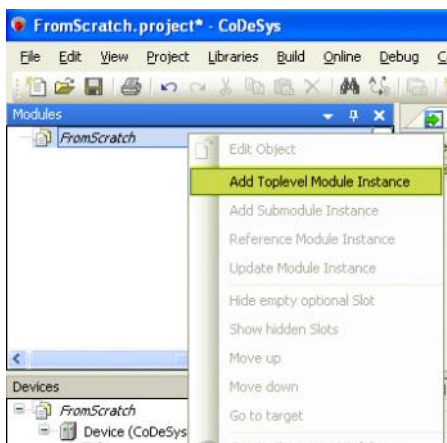 FromScratch.project* - CoDeSys
File Edit View Project Libraries Build Online Debug
Modules
FromScratch
Edit Object
Add Toplevel Module Instance
Add Submodule Instance
Reference Module Instance
Update Module Instance
Hide empty optional Slot
Show hidden Slots
Move up
Devices
Move down
FromScratch
Go to target
Device (CoDeSys